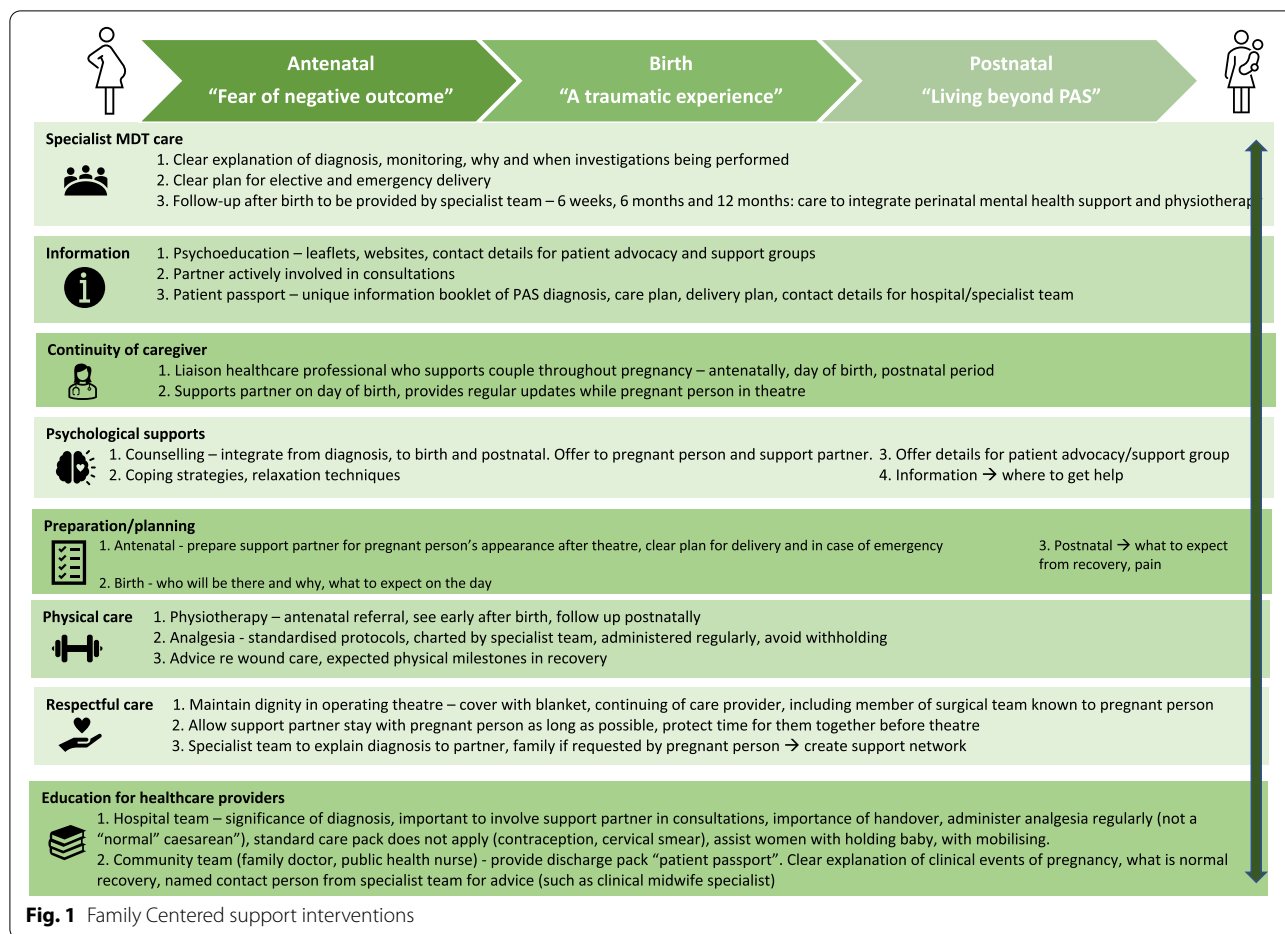 Antenatal
“Fear of negative outcome”
Birth
“A traumatic experience”
Postnatal
“Living beyond PAS”
Specialist MDT care
1. Clear explanation of diagnosis, monitoring, why and when investigations being performed
2. Clear plan for elective and emergency delivery
3. Follow-up after birth to be provided by specialist team – 6 weeks, 6 months and 12 months: care to integrate perinatal mental health support and physiotherapy
Information
1. Psychoeducation – leaflets, websites, contact details for patient advocacy and support groups
2. Partner actively involved in consultations
3. Patient passport – unique information booklet of PAS diagnosis, care plan, delivery plan, contact details for hospital/specialist team
Continuity of caregiver
1. Liaison healthcare professional who supports couple throughout pregnancy – antenatally, day of birth, postnatal period
2. Supports partner on day of birth, provides regular updates while pregnant person in theatre
Psychological supports
1. Counselling – integrate from diagnosis, to birth and postnatal. Offer to pregnant person and support partner.
2. Coping strategies, relaxation techniques
3. Offer details for patient advocacy/support group
4. Information → where to get help
Preparation/planning
1. Antenatal - prepare support partner for pregnant person’s appearance after theatre, clear plan for delivery and in case of emergency
2. Birth - who will be there and why, what to expect on the day
3. Postnatal → what to expect
from recovery, pain
Physical care
1. Physiotherapy – antenatal referral, see early after birth, follow up postnatally
2. Analgesia - standardised protocols, charted by specialist team, administered regularly, avoid withholding
3. Advice re wound care, expected physical milestones in recovery
Respectful care
1. Maintain dignity in operating theatre – cover with blanket, continuing of care provider, including member of surgical team known to pregnant person
2. Allow support partner stay with pregnant person as long as possible, protect time for them together before theatre
3. Specialist team to explain diagnosis to partner, family if requested by pregnant person → create support network
Education for healthcare providers
1. Hospital team – significance of diagnosis, important to involve support partner in consultations, importance of handover, administer analgesia regularly (not a
“normal” caesarean”), standard care pack does not apply (contraception, cervical smear), assist women with holding baby, with mobilising.
2. Community team (family doctor, public health nurse) - provide discharge pack “patient passport”. Clear explanation of clinical events of pregnancy, what is normal
recovery, named contact person from specialist team for advice (such as clinical midwife specialist)
Fig. 1 Family Centered support interventions